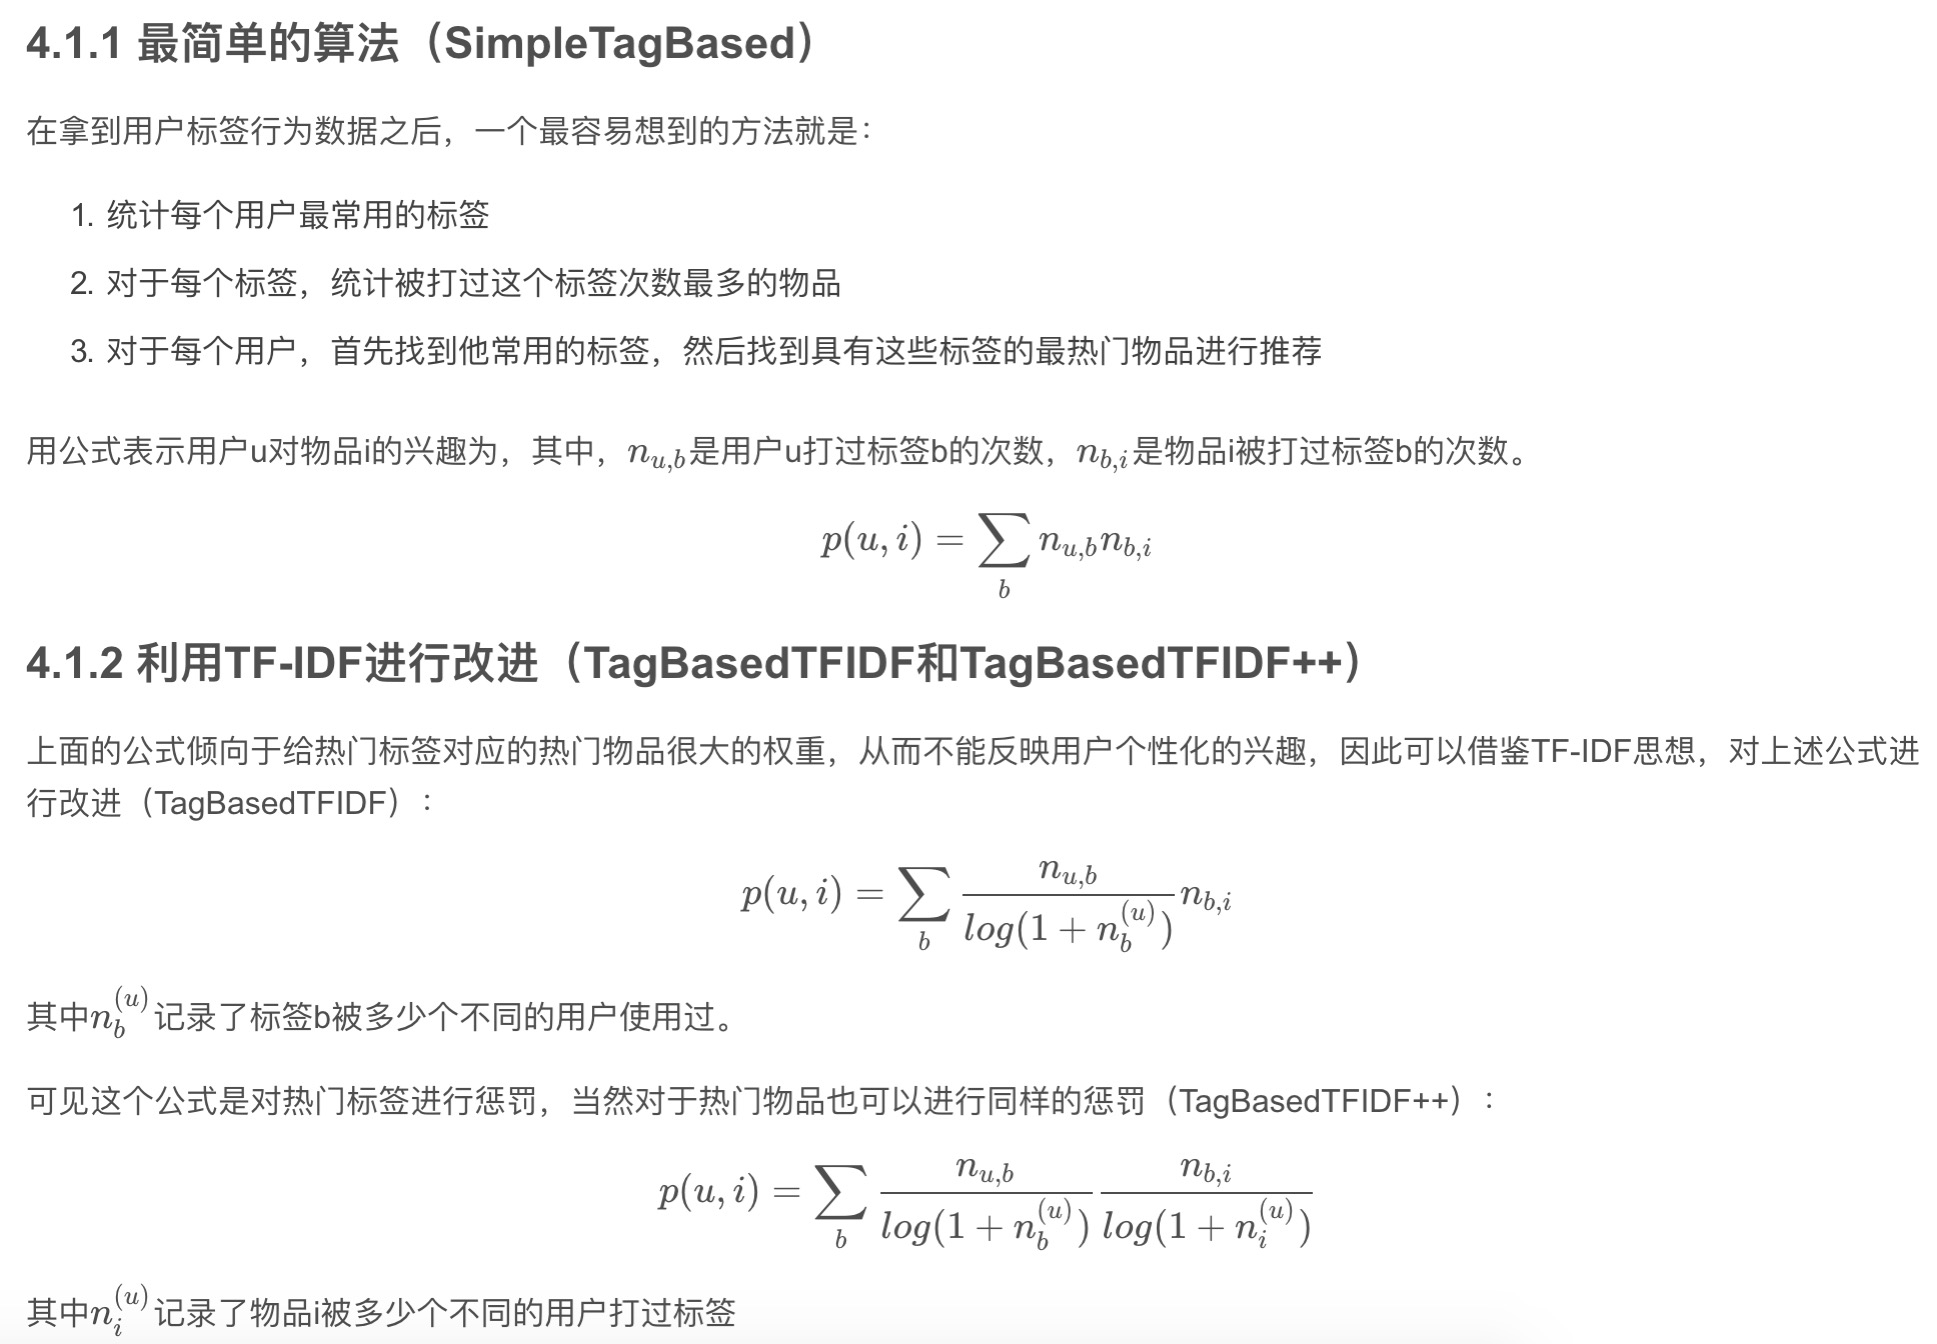 4.1.1 最简单的算法（SimpleTagBased）
在拿到用户标签行为数据之后，一个最容易想到的方法就是：
1. 统计每个用户最常用的标签
2. 对于每个标签，统计被打过这个标签次数最多的物品
3. 对于每个用户，首先找到他常用的标签，然后找到具有这些标签的最热门物品进行推荐
用公式表示用户u对物品i的兴趣为，其中，$n_{u,b}$是用户u打过标签b的次数，$n_{b,i}$是物品i被打过标签b的次数。
$p(u,i)=\sum_{b} n_{u,b}n_{b,i}$
4.1.2 利用TF-IDF进行改进（TagBasedTFIDF和TagBasedTFIDF++）
上面的公式倾向于给热门标签对应的热门物品很大的权重，从而不能反映用户个性化的兴趣，因此可以借鉴TF-IDF思想，对上述公式进
行改进（TagBasedTFIDF）：
$p(u,i)=\sum_{b} \frac{n_{u,b}}{log(1+n_b^{(u)})}n_{b,i}$
其中$n_b^{(u)}$记录了标签b被多少个不同的用户使用过。
可见这个公式是对热门标签进行惩罚，当然对于热门物品也可以进行同样的惩罚（TagBasedTFIDF++）：
$p(u,i)=\sum_{b} \frac{n_{u,b}}{log(1+n_b^{(u)})}\frac{n_{b,i}}{log(1+n_i^{(u)})}$
其中$n_i^{(u)}$记录了物品i被多少个不同的用户打过标签